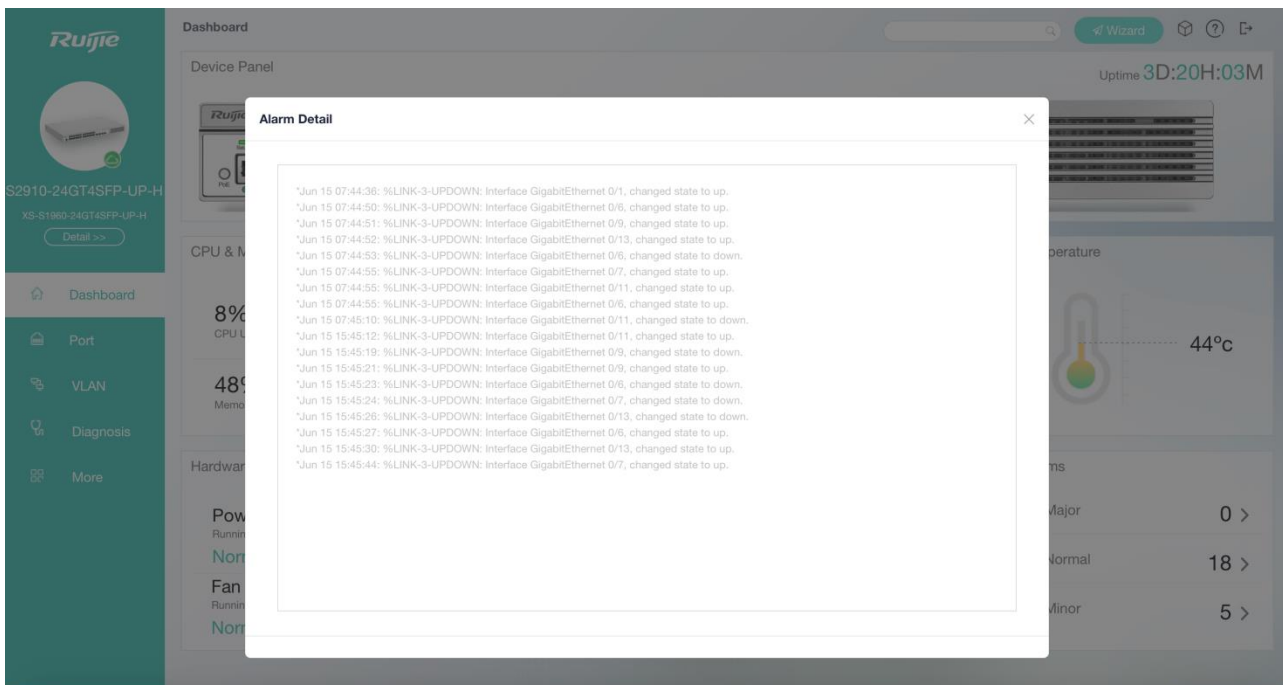 Ruijie
Dashboard
Wizard
Device Panel
Uptime 3D:20H:03M
Ruijie
PoE
Alarm Detail
S2910-24GT4SFP-UP-H
XS-S1960-24GT4SFP-UP-H
Detail >>
*Jun 15 07:44:36: %LINK-3-UPDOWN: Interface GigabitEthernet 0/1, changed state to up.
*Jun 15 07:44:50: %LINK-3-UPDOWN: Interface GigabitEthernet 0/6, changed state to up.
*Jun 15 07:44:51: %LINK-3-UPDOWN: Interface GigabitEthernet 0/9, changed state to up.
*Jun 15 07:44:52: %LINK-3-UPDOWN: Interface GigabitEthernet 0/13, changed state to up.
*Jun 15 07:44:53: %LINK-3-UPDOWN: Interface GigabitEthernet 0/6, changed state to down.
*Jun 15 07:44:55: %LINK-3-UPDOWN: Interface GigabitEthernet 0/7, changed state to up.
*Jun 15 07:44:55: %LINK-3-UPDOWN: Interface GigabitEthernet 0/11, changed state to up.
*Jun 15 07:44:55: %LINK-3-UPDOWN: Interface GigabitEthernet 0/6, changed state to up.
*Jun 15 07:45:10: %LINK-3-UPDOWN: Interface GigabitEthernet 0/11, changed state to down.
*Jun 15 15:45:12: %LINK-3-UPDOWN: Interface GigabitEthernet 0/11, changed state to up.
*Jun 15 15:45:19: %LINK-3-UPDOWN: Interface GigabitEthernet 0/9, changed state to down.
*Jun 15 15:45:21: %LINK-3-UPDOWN: Interface GigabitEthernet 0/9, changed state to up.
*Jun 15 15:45:23: %LINK-3-UPDOWN: Interface GigabitEthernet 0/6, changed state to down.
*Jun 15 15:45:24: %LINK-3-UPDOWN: Interface GigabitEthernet 0/7, changed state to down.
*Jun 15 15:45:26: %LINK-3-UPDOWN: Interface GigabitEthernet 0/13, changed state to down.
*Jun 15 15:45:27: %LINK-3-UPDOWN: Interface GigabitEthernet 0/6, changed state to up.
*Jun 15 15:45:30: %LINK-3-UPDOWN: Interface GigabitEthernet 0/13, changed state to up.
*Jun 15 15:45:44: %LINK-3-UPDOWN: Interface GigabitEthernet 0/7, changed state to up.
Dashboard
Port
VLAN
Diagnosis
More
CPU & M
8%
CPU U
48%
Memo
perature
44°c
Hardwar
Pow
Runnin
Norr
Fan
Runnin
Norr
ms
Major 0 >
Normal 18 >
Minor 5 >